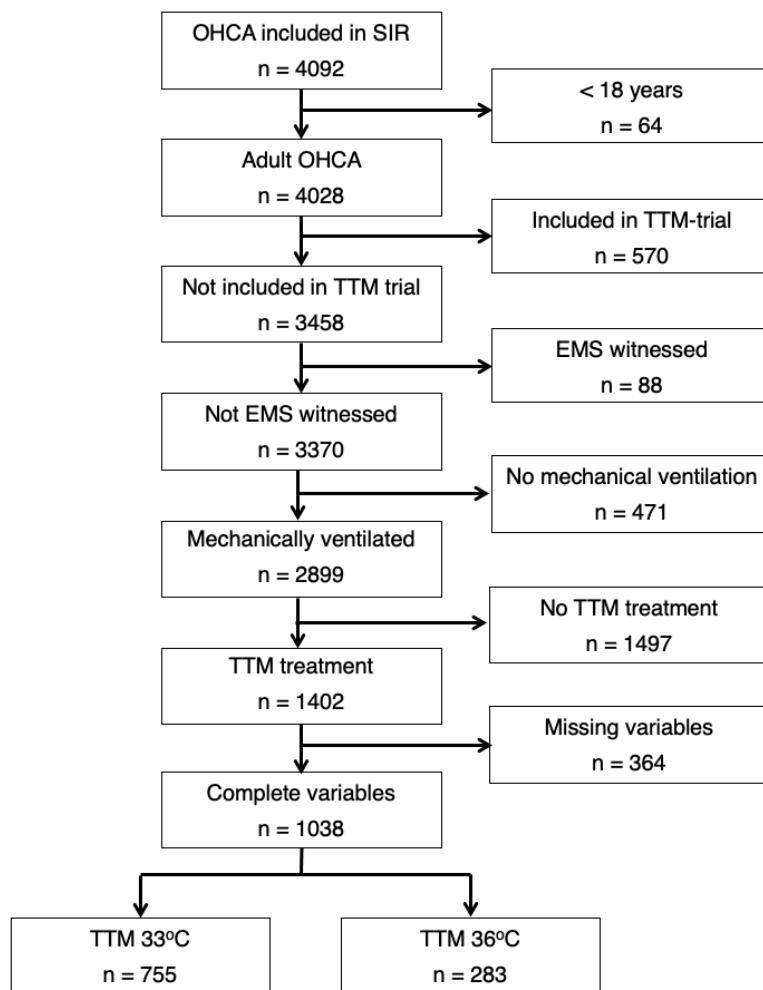 OHCA included in SIR
n = 4092
< 18 years
n = 64
Adult OHCA
n = 4028
Included in TTM-trial
n = 570
Not included in TTM trial
n = 3458
EMS witnessed
n = 88
Not EMS witnessed
n = 3370
No mechanical ventilation
n = 471
Mechanically ventilated
n = 2899
No TTM treatment
n = 1497
TTM treatment
n = 1402
Missing variables
n = 364
Complete variables
n = 1038
TTM 33ºC
n = 755
TTM 36ºC
n = 283